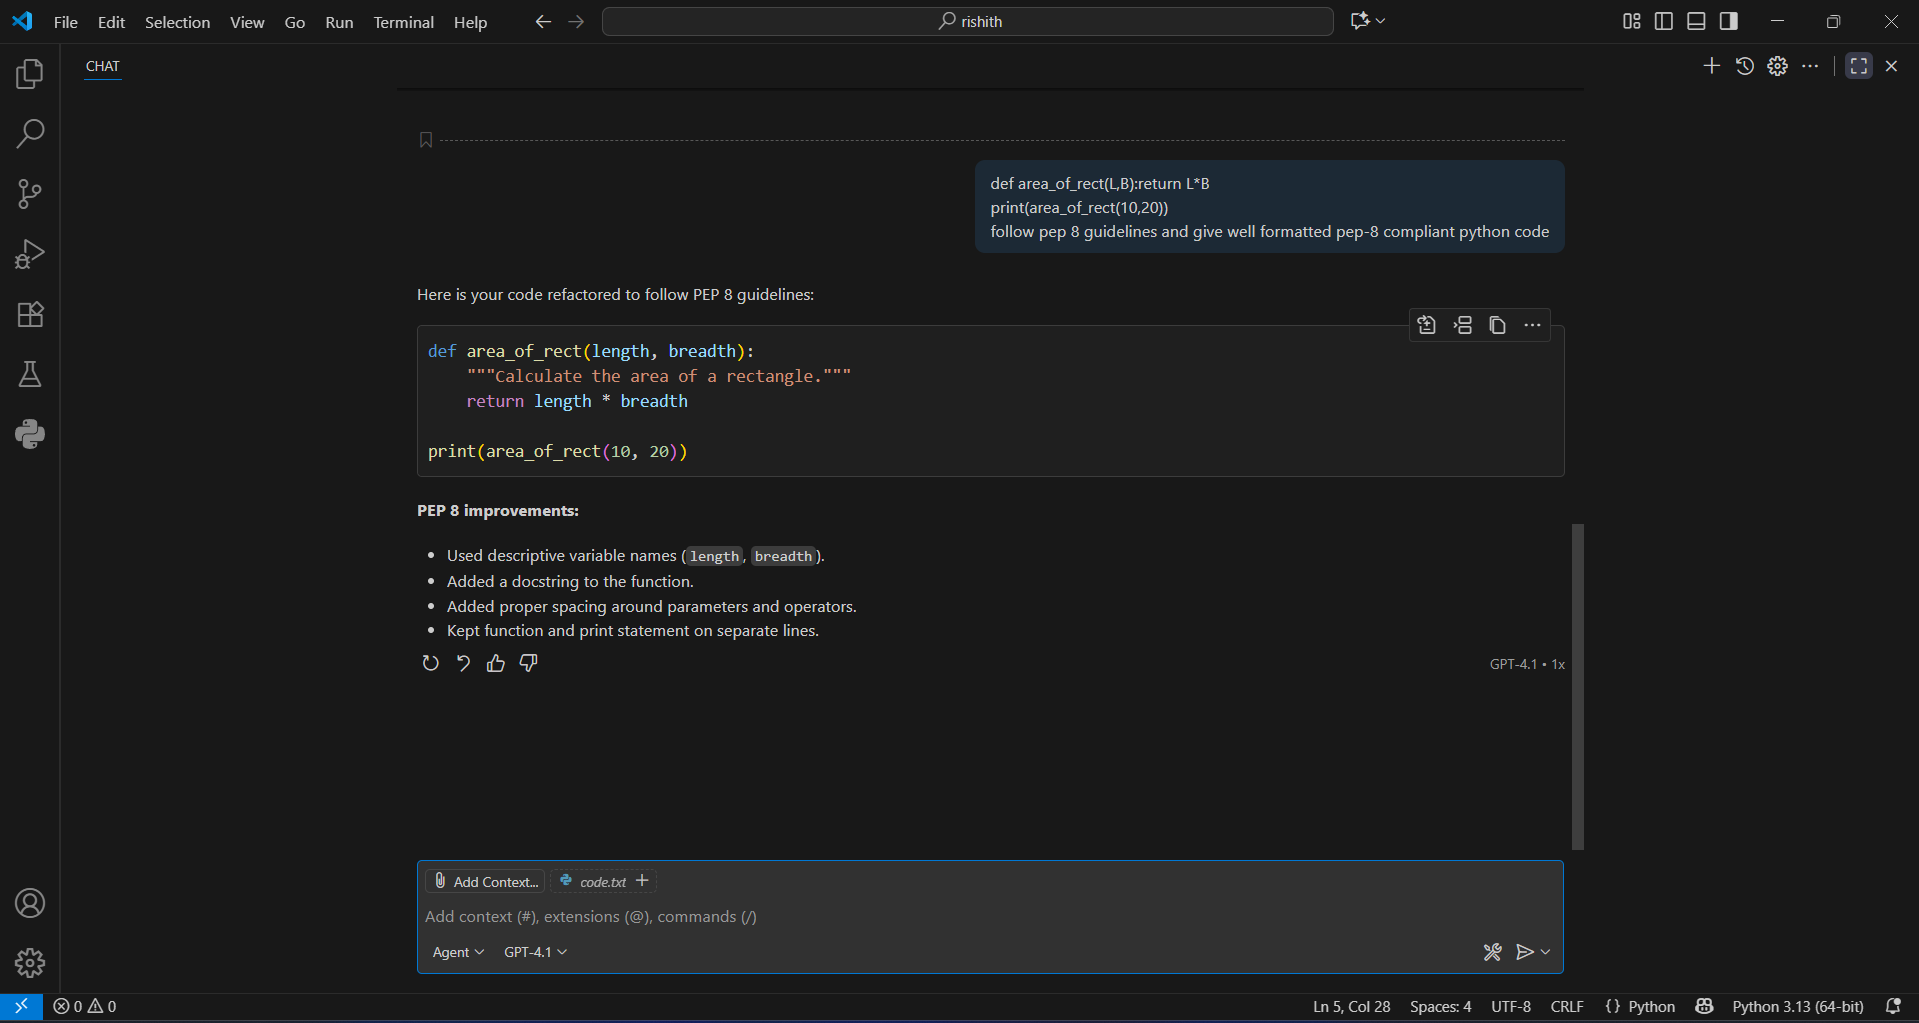 File Edit Selection View Go Run Terminal Help rishith
CHAT
def area_of_rect(L,B):return L*B
print(area_of_rect(10,20))
follow pep 8 guidelines and give well formatted pep-8 compliant python code
Here is your code refactored to follow PEP 8 guidelines:
def area_of_rect(length, breadth):
    """Calculate the area of a rectangle."""
    return length * breadth
print(area_of_rect(10, 20))
PEP 8 improvements:
• Used descriptive variable names (length, breadth).
• Added a docstring to the function.
• Added proper spacing around parameters and operators.
• Kept function and print statement on separate lines.
GPT-4.1 • 1x
Add Context... code.txt
Add context (#), extensions (@), commands (/)
Agent GPT-4.1
0 0 Ln 5, Col 28 Spaces: 4 UTF-8 CRLF {} Python Python 3.13 (64-bit)